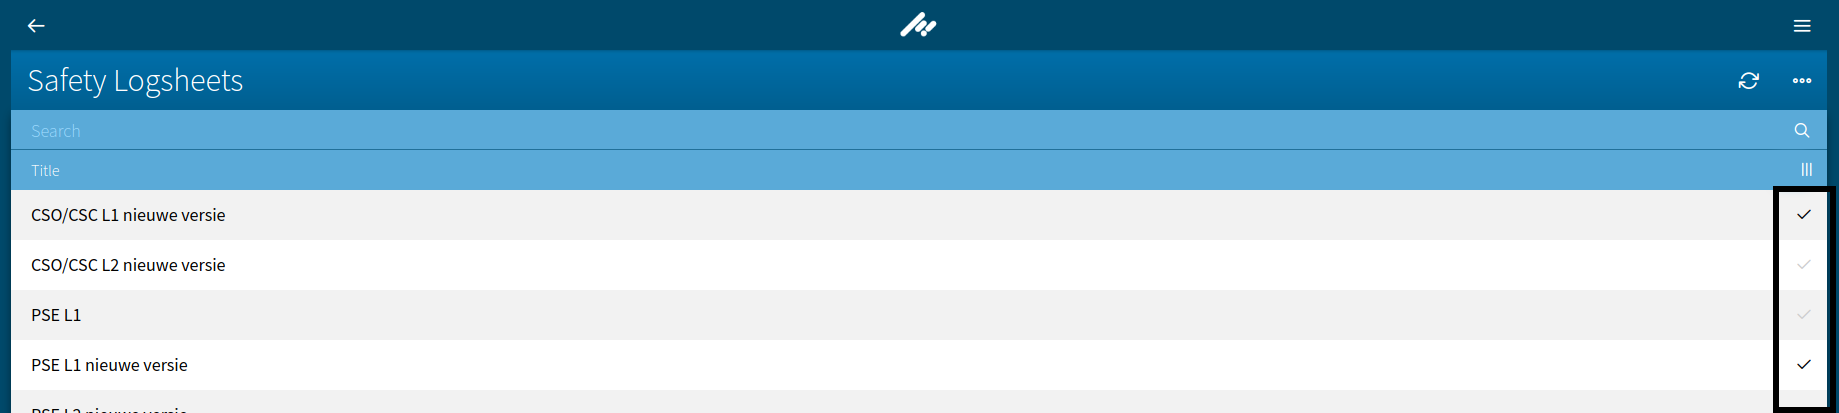 Safety Logsheets
Search
Title
CSO/CSC L1 nieuwe versie
CSO/CSC L2 nieuwe versie
PSE L1
PSE L1 nieuwe versie